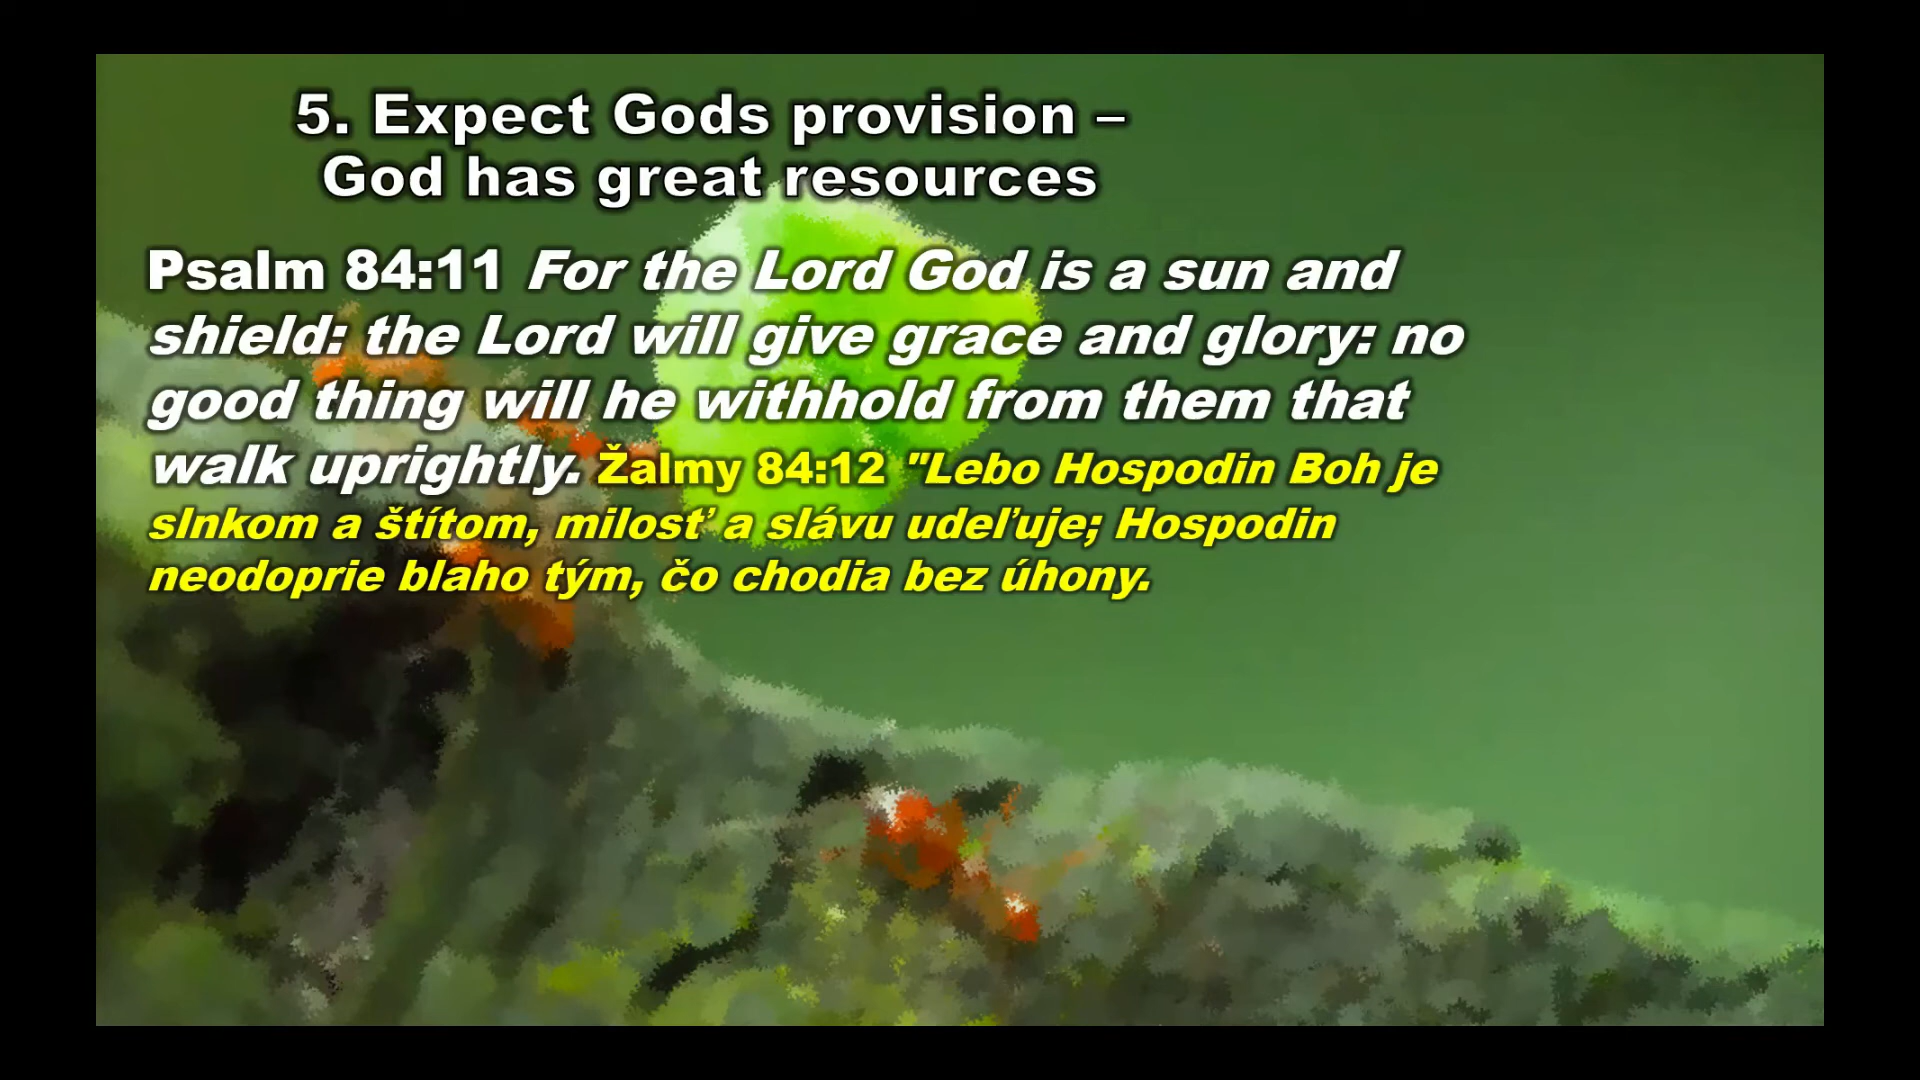 5. Expect Gods provision –
God has great resources
Psalm 84:11 For the Lord God is a sun and
shield: the Lord will give grace and glory: no
good thing will he withhold from them that
walk uprightly. Žalmy 84:12 "Lebo Hospodin Boh je
slnkom a štítom, milosť a slávu udeľuje; Hospodin
neodoprie blaho tým, čo chodia bez úhony.